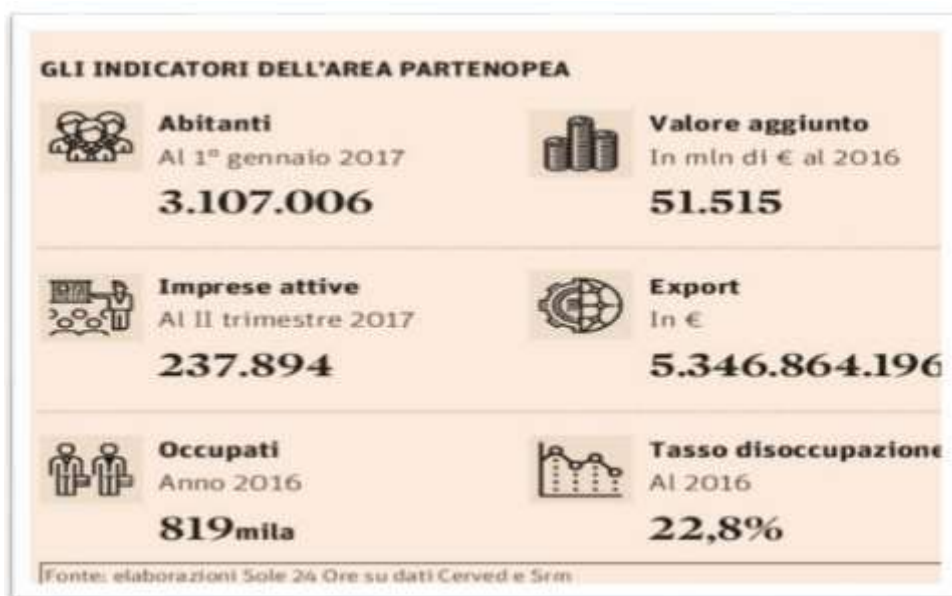 GLI INDICATORI DELL'AREA PARTENOPEA
Abitanti
Al 1° gennaio 2017
3.107.006
Valore aggiunto
In mln di € al 2016
51.515
Imprese attive
Al II trimestre 2017
237.894
Export
In €
5.346.864.196
Occupati
Anno 2016
819mila
Tasso disoccupazione
Al 2016
22,8%
Fonte: elaborazioni Sole 24 Ore su dati Cerved e Srm